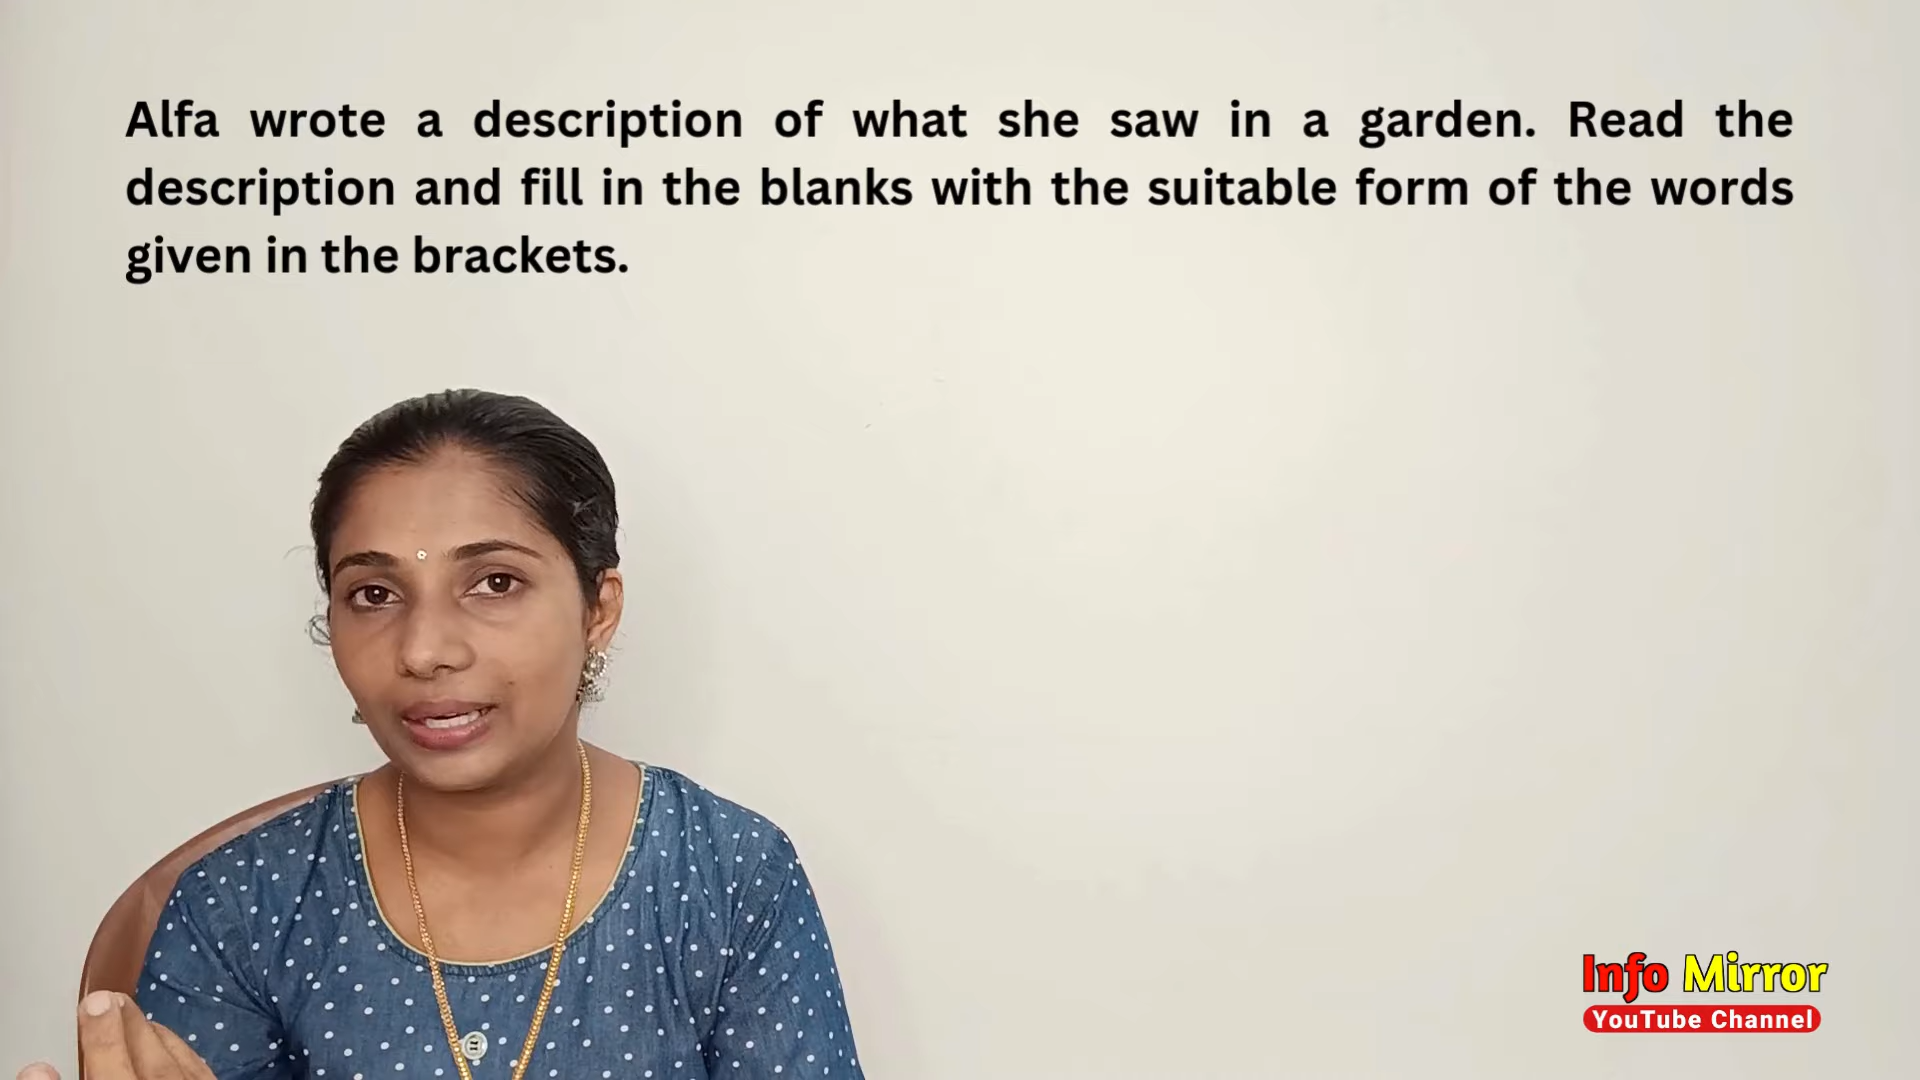 Alfa wrote a description of what she saw in a garden. Read the
description and fill in the blanks with the suitable form of the words
given in the brackets.
Info Mirror
YouTube Channel